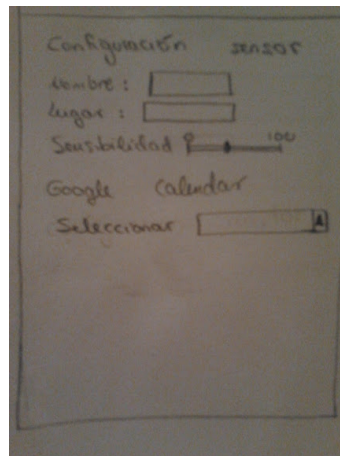 Configuración sensor
Nombre :
Lugar :
Sensibilidad 0 100
Google Calendar
Seleccionar